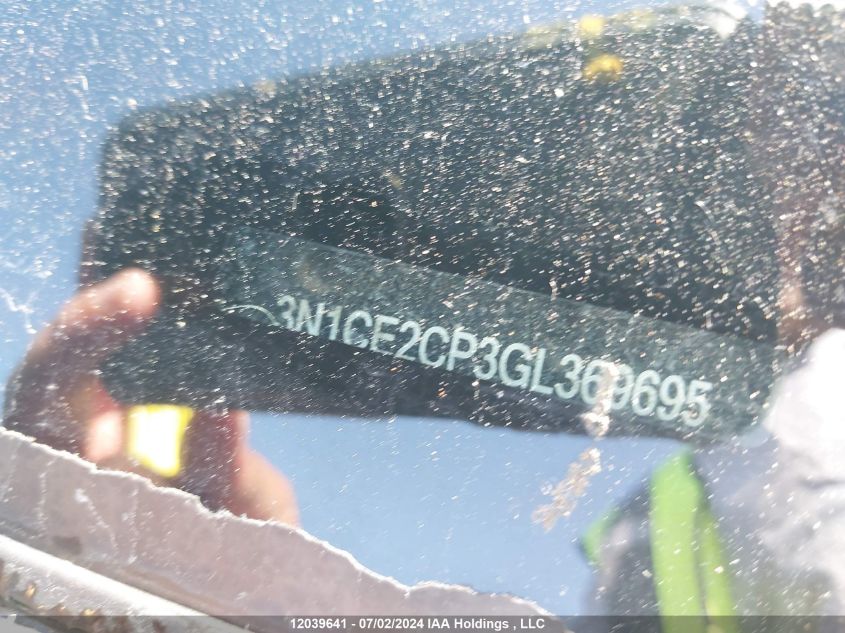 3N1CE2CP3GL369695
12039641 - 07/02/2024 IAA Holdings , LLC